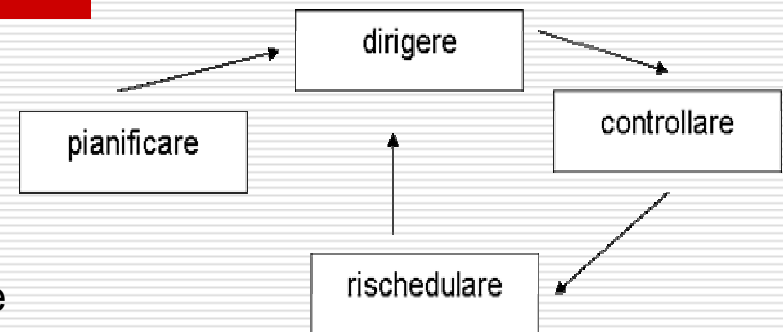 dirigere
controllare
pianificare
rischedulare
e